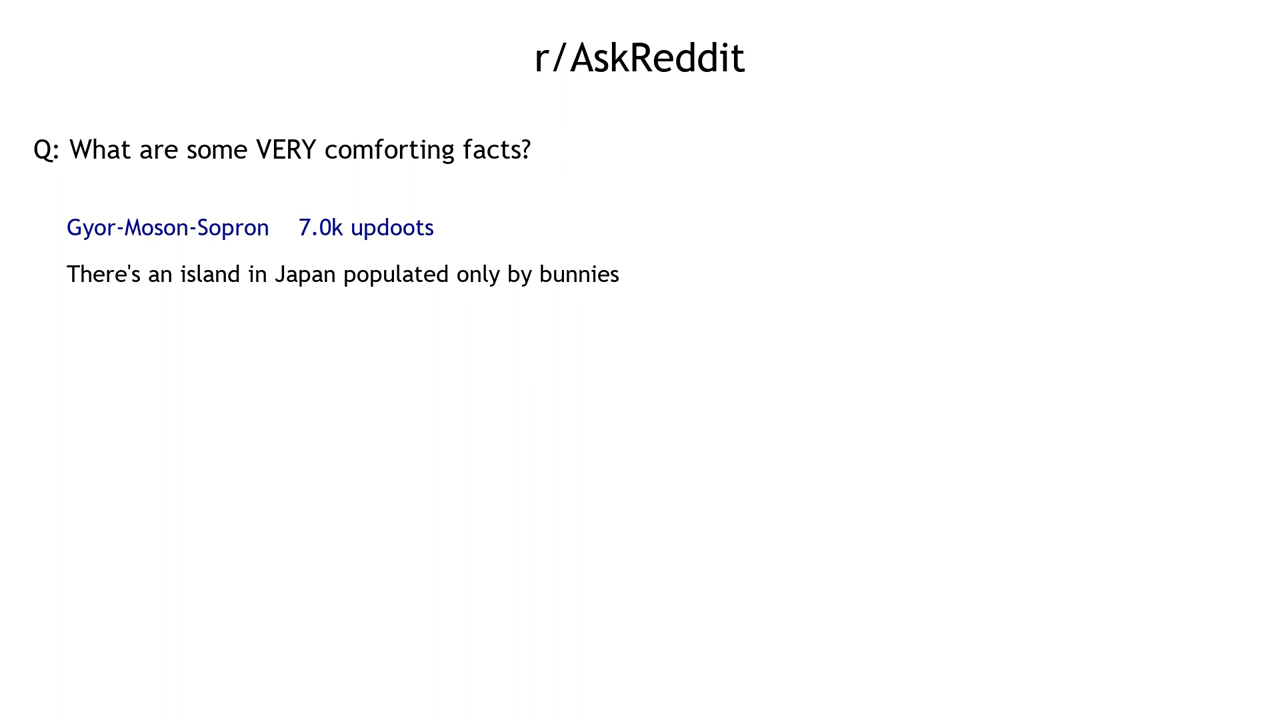 r/AskReddit
Q: What are some VERY comforting facts?
Gyor-Moson-Sopron 7.0k updoots
There's an island in Japan populated only by bunnies